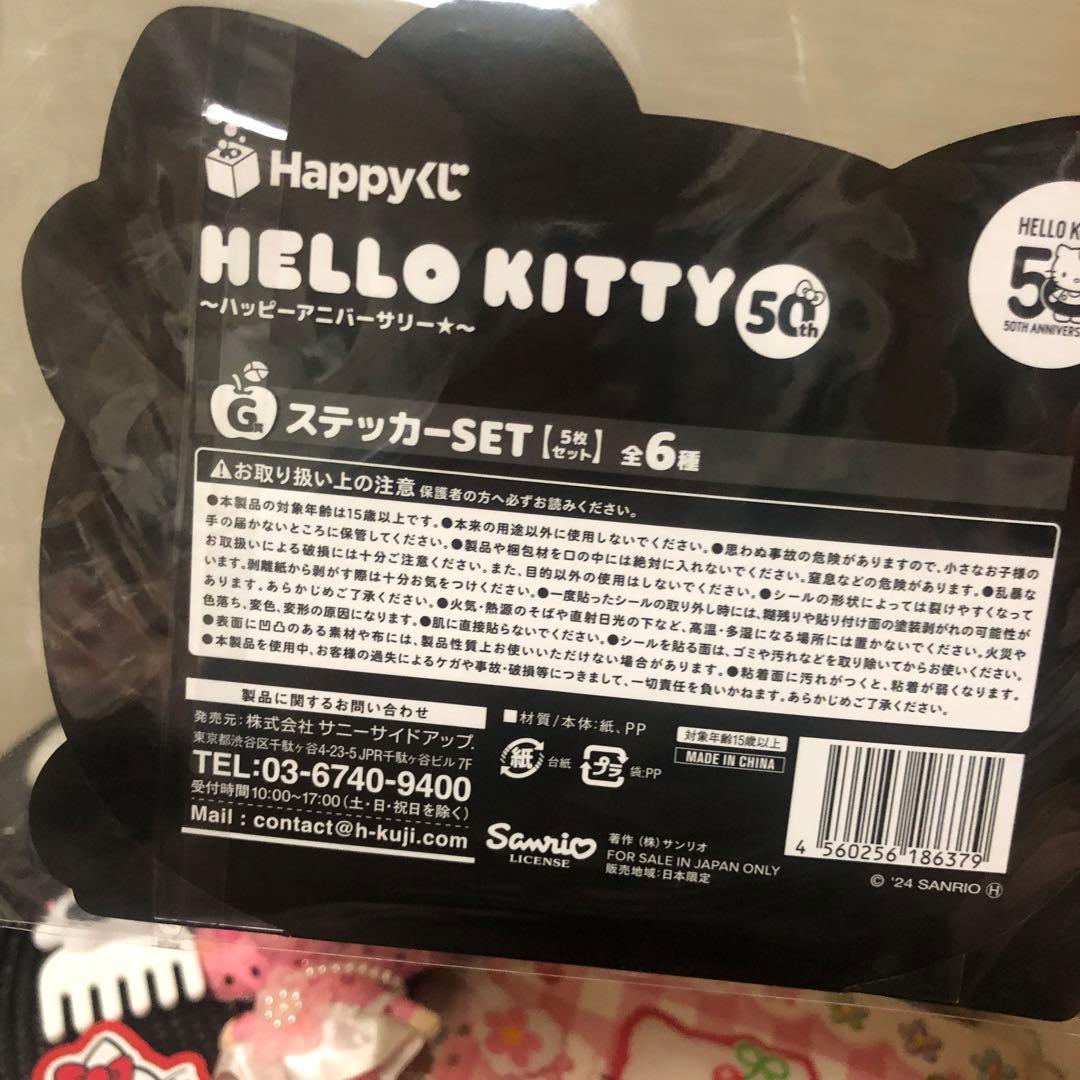 Happyくじ
HELLO KITTY 50th
～ハッピーアニバーサリー★～
HELLO K
50
50TH ANNIVERS
G賞 ステッカーSET【5枚セット】全6種
⚠お取り扱い上の注意 保護者の方へ必ずお読みください。
●本製品の対象年齢は15歳以上です。●本来の用途以外に使用しないでください。●思わぬ事故の危険がありますので、小さなお子様の
手の届かないところに保管してください。●製品や梱包材を口の中には絶対に入れないでください。窒息などの危険があります。●乱暴な
お取扱いによる破損には十分ご注意ください。また、目的以外の使用はしないでください。●シールの形状によっては裂けやすくなって
います。剥離紙から剥がす際は十分お気をつけください。●一度貼ったシールの取り外し時には、糊残りや貼り付け面の塗装剥がれの可能性が
あります。あらかじめご了承ください。●火気・熱源のそばや直射日光の下など、高温・多湿になる場所には置かないでください。火災や
色落ち、変色、変形の原因になります。●肌に直接貼らないでください。●シールを貼る面は、ゴミや汚れなどを取り除いてからお使いください。
●表面に凹凸のある素材や布には、製品性質上お使いいただけない場合があります。●粘着面に汚れがつくと、粘着が弱くなります。
●本製品を使用中、お客様の過失によるケガや事故・破損等につきまして、一切責任を負いかねます。あらかじめご了承ください。
製品に関するお問い合わせ
発売元：株式会社 サニーサイドアップ.
東京都渋谷区千駄ヶ谷4-23-5 JPR千駄ヶ谷ビル 7F
TEL：03-6740-9400
受付時間10:00～17:00（土・日・祝日を除く）
Mail：contact@h-kuji.com
■材質／本体：紙、PP
紙 台紙 プラ 袋：PP
対象年齢15歳以上
MADE IN CHINA
Sanrio
LICENSE
著作（株）サンリオ
FOR SALE IN JAPAN ONLY
販売地域：日本限定
4 560256 186379
© '24 SANRIO Ⓗ